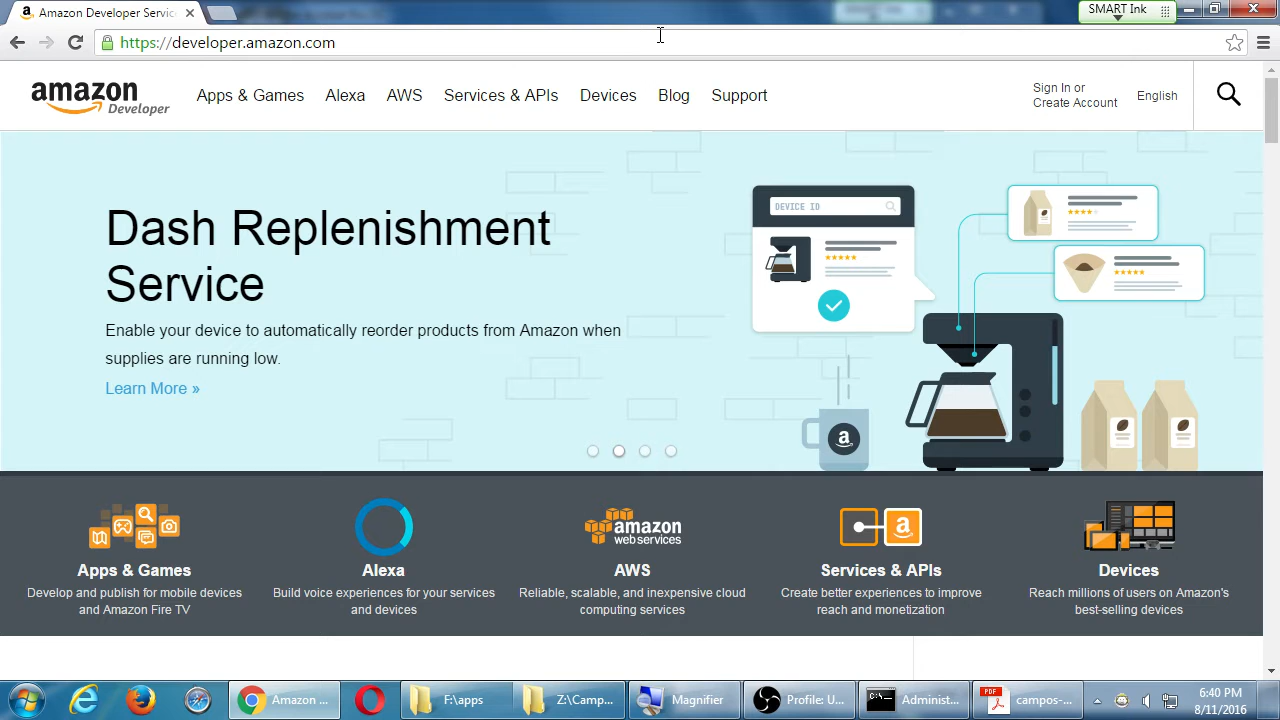 Amazon Developer Servic
SMART Ink
https://developer.amazon.com
amazon
Developer
Apps & Games
Alexa
AWS
Services & APIs
Devices
Blog
Support
Sign In or
Create Account
English
Dash Replenishment
Service
Enable your device to automatically reorder products from Amazon when
supplies are running low.
Learn More »
DEVICE ID
Apps & Games
Develop and publish for mobile devices
and Amazon Fire TV
Alexa
Build voice experiences for your services
and devices
amazon
web services
AWS
Reliable, scalable, and inexpensive cloud
computing services
Services & APIs
Create better experiences to improve
reach and monetization
Devices
Reach millions of users on Amazon's
best-selling devices
Amazon ...
F:\apps
Z:\Camp...
Magnifier
Profile: U...
Administ...
PDF
campos-...
6:40 PM
8/11/2016